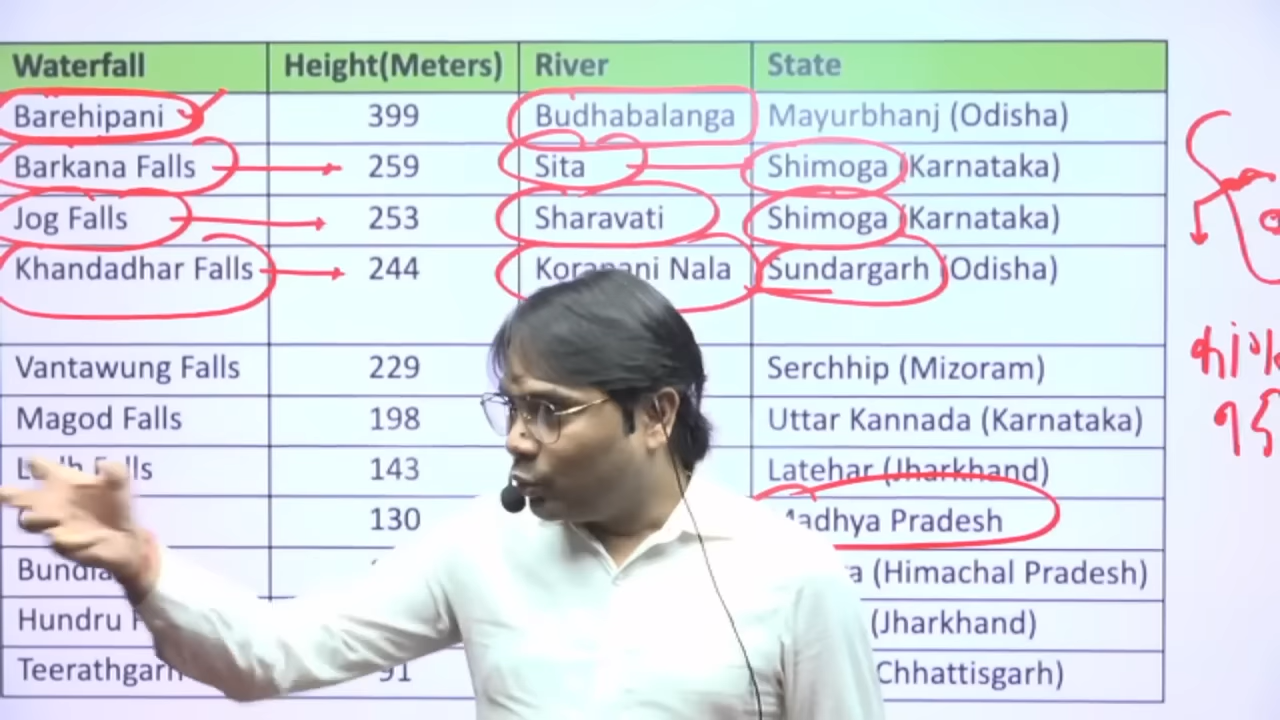 Waterfall Height(Meters) River State
Barehipani 399 Budhabalanga Mayurbhanj (Odisha)
Barkana Falls 259 Sita Shimoga (Karnataka)
Jog Falls 253 Sharavati Shimoga (Karnataka)
Khandadhar Falls 244 Korapani Nala Sundargarh (Odisha)
Vantawung Falls 229 Serchhip (Mizoram)
Magod Falls 198 Uttar Kannada (Karnataka)
Falls 143 Latehar (Jharkhand)
130 Madhya Pradesh
(Himachal Pradesh)
Hundru (Jharkhand)
91 Chhattisgarh)